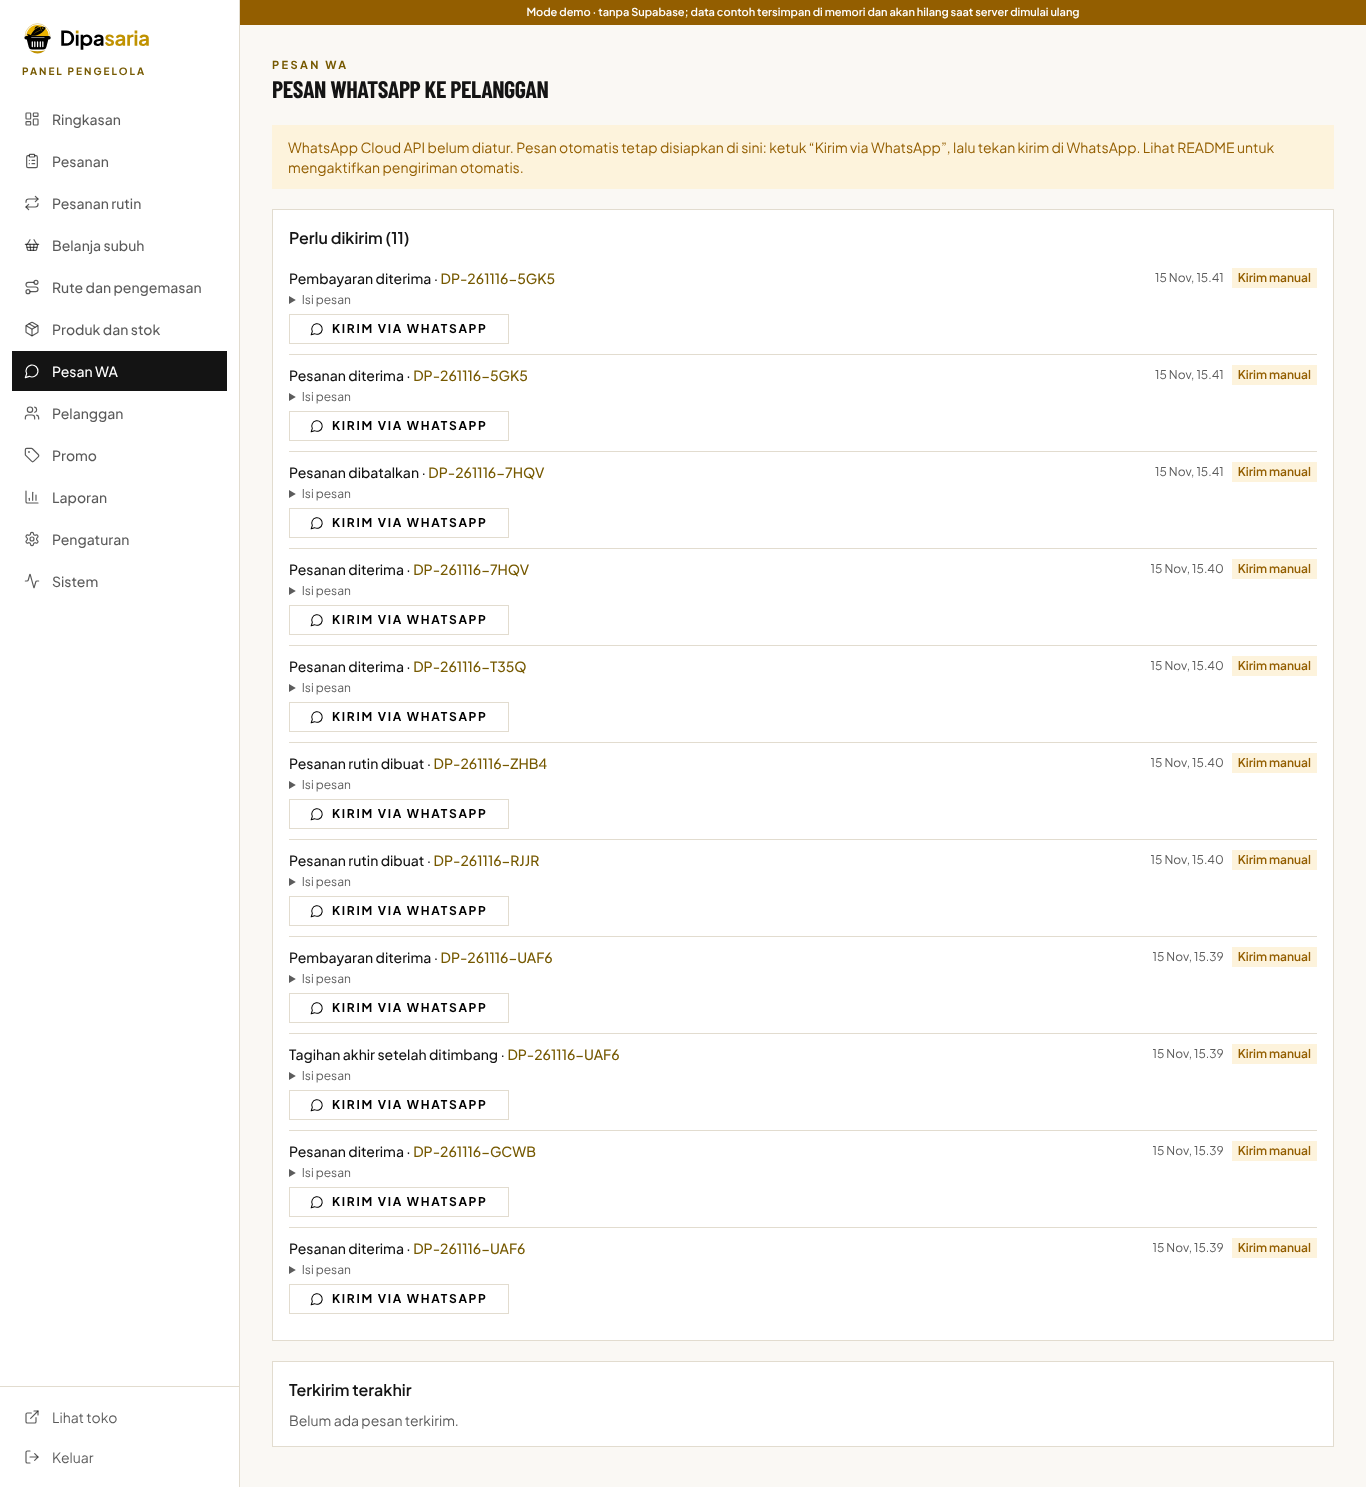 Mode demo · tanpa Supabase; data contoh tersimpan di memori dan akan hilang saat server dimulai ulang
Dipasaria
PANEL PENGELOLA
Ringkasan
Pesanan
Pesanan rutin
Belanja subuh
Rute dan pengemasan
Produk dan stok
Pesan WA
Pelanggan
Promo
Laporan
Pengaturan
Sistem
Lihat toko
Keluar
PESAN WA
PESAN WHATSAPP KE PELANGGAN
WhatsApp Cloud API belum diatur. Pesan otomatis tetap disiapkan di sini: ketuk “Kirim via WhatsApp”, lalu tekan kirim di WhatsApp. Lihat README untuk
mengaktifkan pengiriman otomatis.
Perlu dikirim (11)
Pembayaran diterima · DP-261116-5GK5 15 Nov, 15.41 Kirim manual
Isi pesan
KIRIM VIA WHATSAPP
Pesanan diterima · DP-261116-5GK5 15 Nov, 15.41 Kirim manual
Isi pesan
KIRIM VIA WHATSAPP
Pesanan dibatalkan · DP-261116-7HQV 15 Nov, 15.41 Kirim manual
Isi pesan
KIRIM VIA WHATSAPP
Pesanan diterima · DP-261116-7HQV 15 Nov, 15.40 Kirim manual
Isi pesan
KIRIM VIA WHATSAPP
Pesanan diterima · DP-261116-T35Q 15 Nov, 15.40 Kirim manual
Isi pesan
KIRIM VIA WHATSAPP
Pesanan rutin dibuat · DP-261116-ZHB4 15 Nov, 15.40 Kirim manual
Isi pesan
KIRIM VIA WHATSAPP
Pesanan rutin dibuat · DP-261116-RJJR 15 Nov, 15.40 Kirim manual
Isi pesan
KIRIM VIA WHATSAPP
Pembayaran diterima · DP-261116-UAF6 15 Nov, 15.39 Kirim manual
Isi pesan
KIRIM VIA WHATSAPP
Tagihan akhir setelah ditimbang · DP-261116-UAF6 15 Nov, 15.39 Kirim manual
Isi pesan
KIRIM VIA WHATSAPP
Pesanan diterima · DP-261116-GCWB 15 Nov, 15.39 Kirim manual
Isi pesan
KIRIM VIA WHATSAPP
Pesanan diterima · DP-261116-UAF6 15 Nov, 15.39 Kirim manual
Isi pesan
KIRIM VIA WHATSAPP
Terkirim terakhir
Belum ada pesan terkirim.